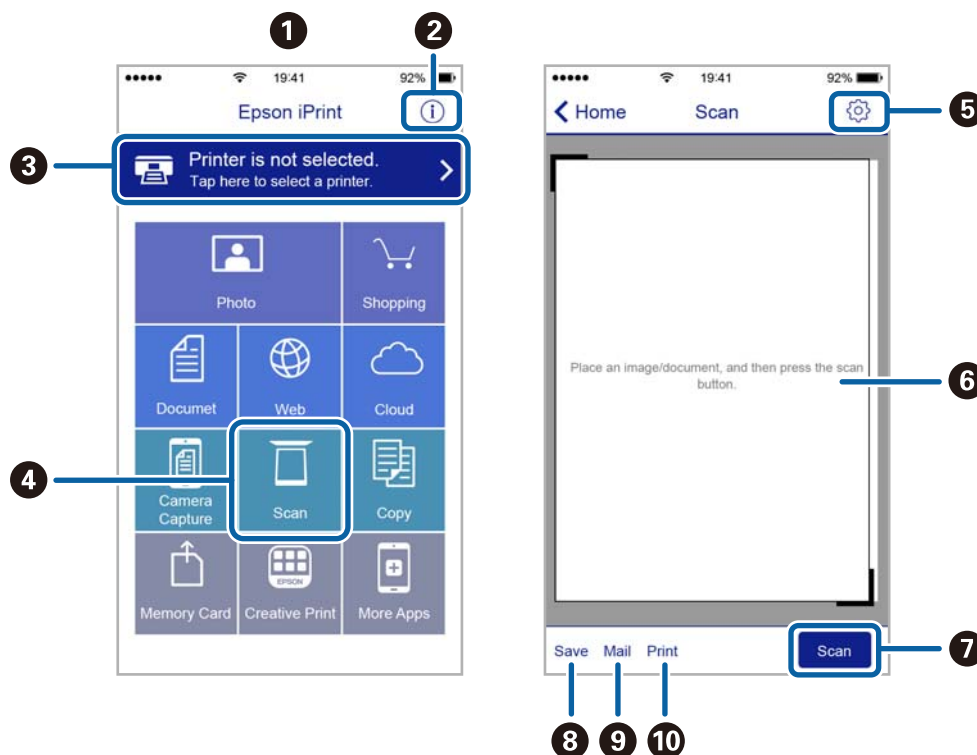 1
2
19:41
92%
Epson iPrint
3
Printer is not selected.
Tap here to select a printer.
Photo
Shopping
Documet
Web
Cloud
4
Camera
Capture
Scan
Copy
EPSON
Memory Card
Creative Print
More Apps
19:41
92%
Home
Scan
5
Place an image/document, and then press the scan
button.
6
Save
Mail
Print
Scan
7
8
9
10